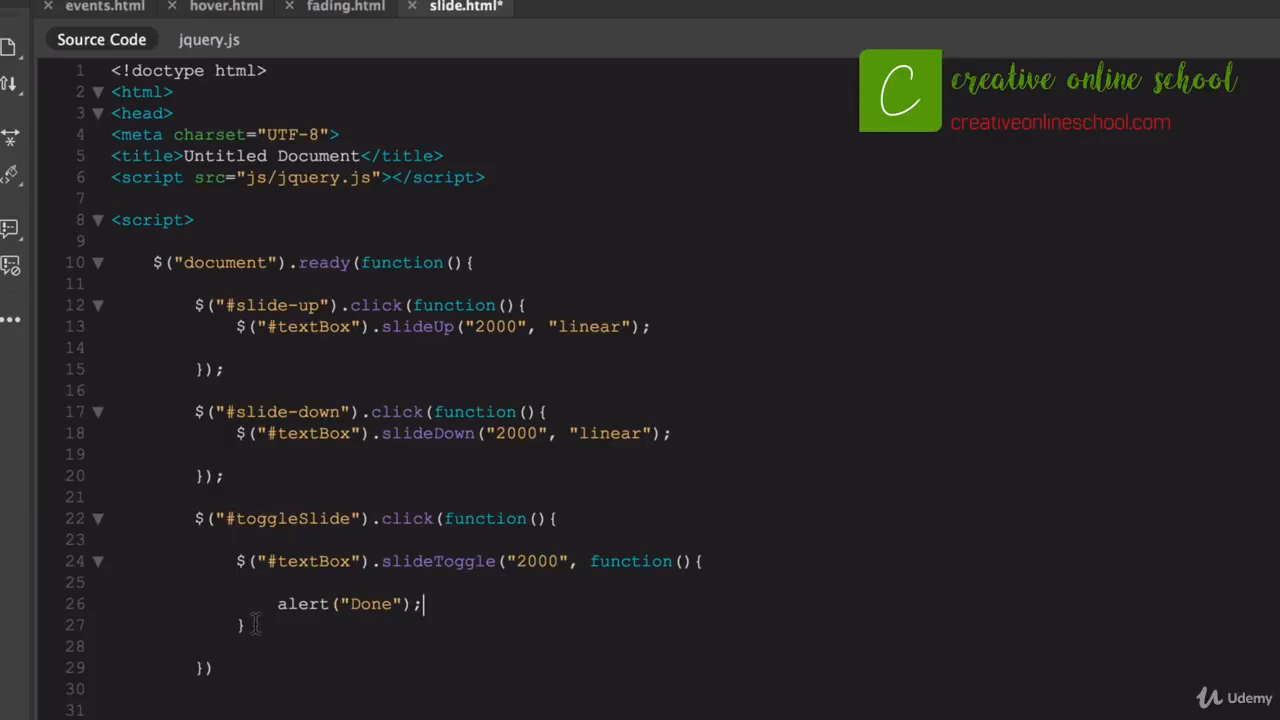 events.html hover.html fading.html slide.html*
Source Code jquery.js
creative online school
creativeonlineschool.com
C
1 <!doctype html>
2 <html>
3 <head>
4 <meta charset="UTF-8">
5 <title>Untitled Document</title>
6 <script src="js/jquery.js"></script>
7
8 <script>
9
10 $("document").ready(function(){
11
12 $("#slide-up").click(function(){
13 $("#textBox").slideUp("2000", "linear");
14
15 });
16
17 $("#slide-down").click(function(){
18 $("#textBox").slideDown("2000", "linear");
19
20 });
21
22 $("#toggleSlide").click(function(){
23
24 $("#textBox").slideToggle("2000", function(){
25
26 alert("Done");
27 }
28
29 })
30
31
Udemy